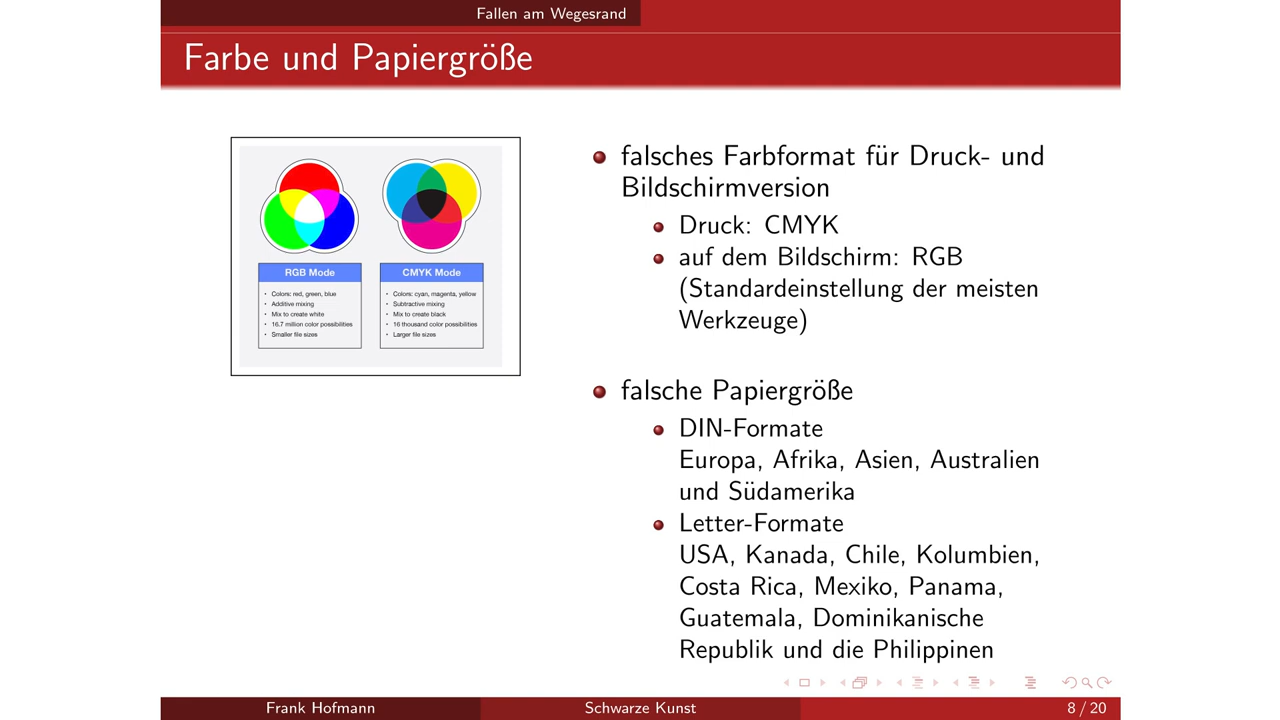 Fallen am Wegesrand
Farbe und Papiergröße
RGB Mode
• Colors: red, green, blue
• Additive mixing
• Mix to create white
• 16.7 million color possibilities
• Smaller file sizes
CMYK Mode
• Colors: cyan, magenta, yellow
• Subtractive mixing
• Mix to create black
• 16 thousand color possibilities
• Larger file sizes
falsches Farbformat für Druck- und
Bildschirmversion
Druck: CMYK
auf dem Bildschirm: RGB
(Standardeinstellung der meisten
Werkzeuge)
falsche Papiergröße
DIN-Formate
Europa, Afrika, Asien, Australien
und Südamerika
Letter-Formate
USA, Kanada, Chile, Kolumbien,
Costa Rica, Mexiko, Panama,
Guatemala, Dominikanische
Republik und die Philippinen
Frank Hofmann
Schwarze Kunst
8 / 20